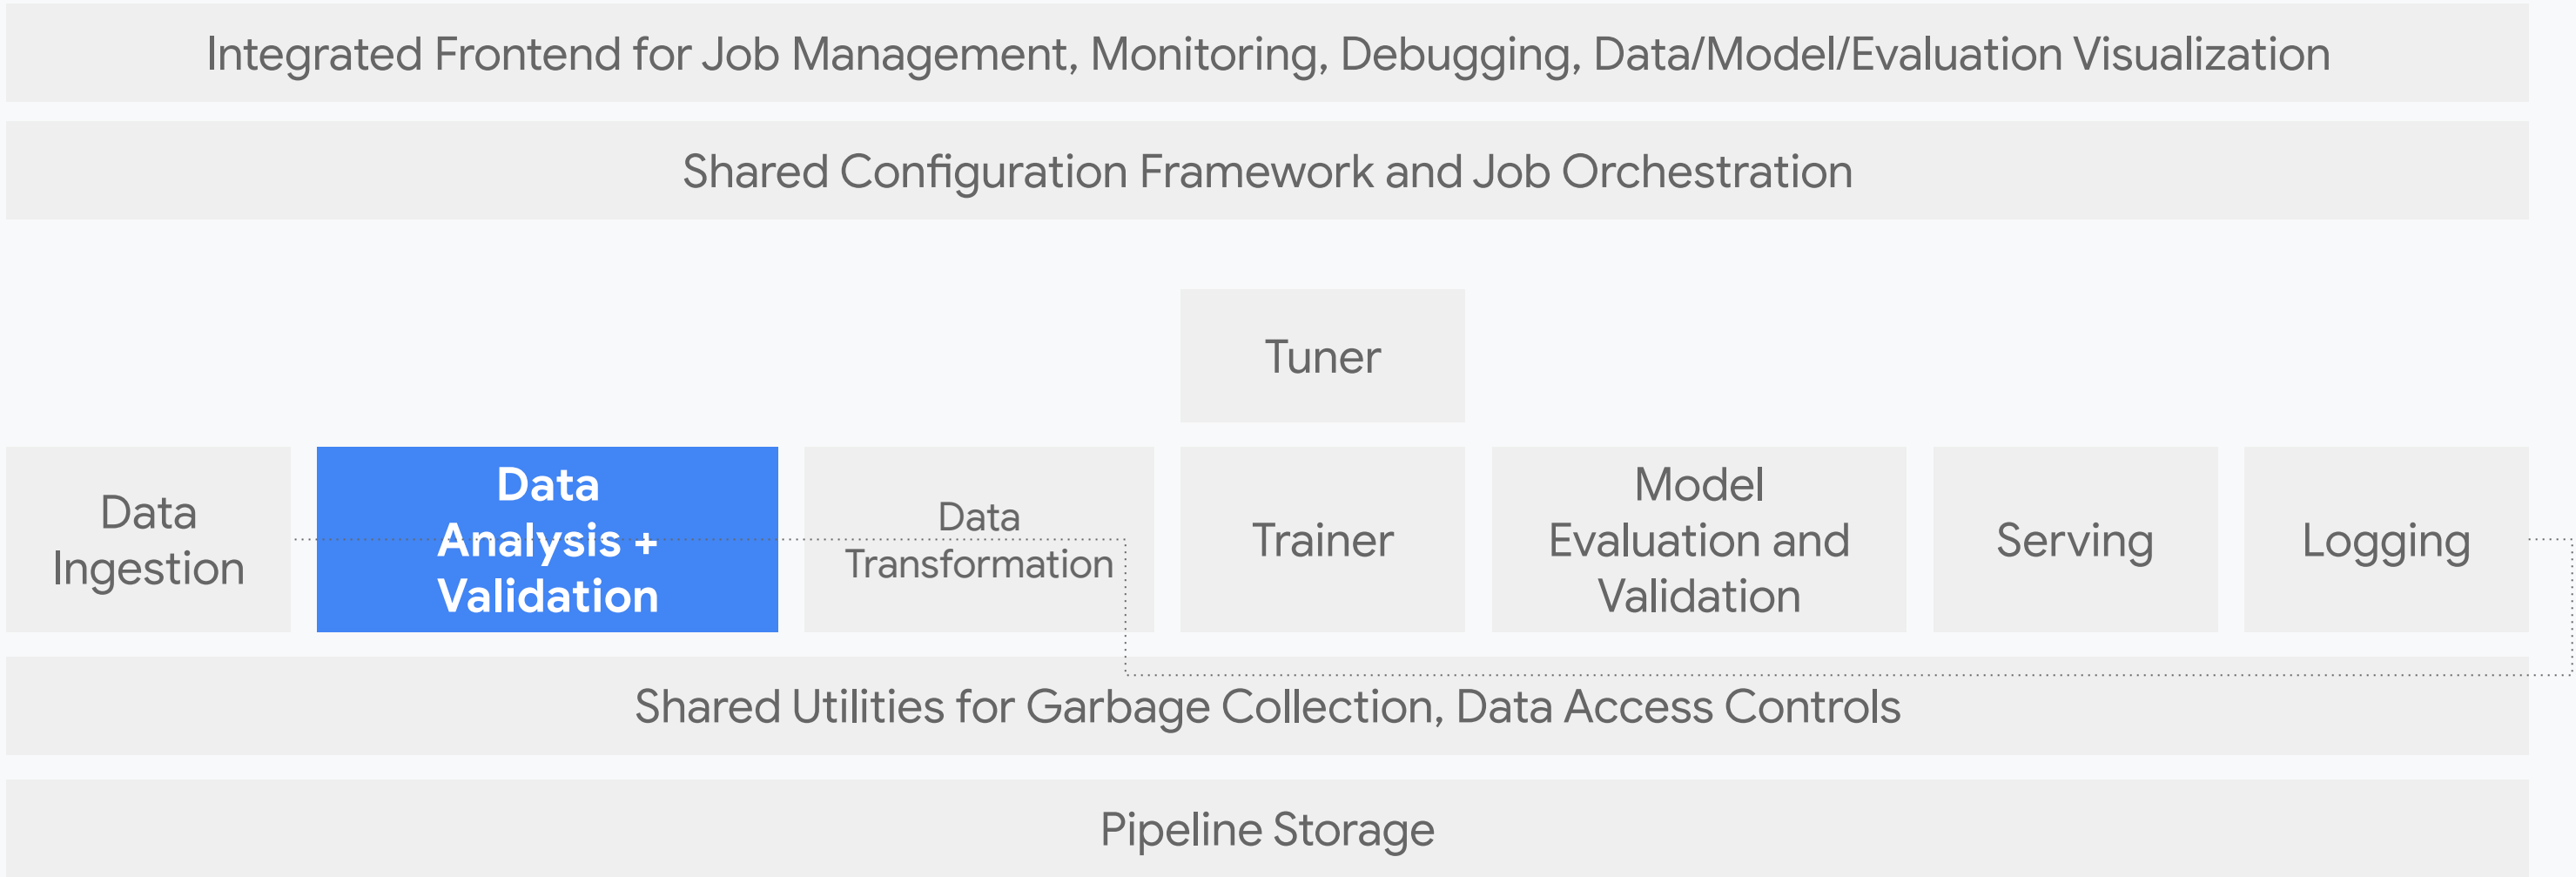 Integrated Frontend for Job Management, Monitoring, Debugging, Data/Model/Evaluation Visualization
Shared Configuration Framework and Job Orchestration
Tuner
Data
Ingestion
Data
Analysis +
Validation
Data
Transformation
Trainer
Model
Evaluation and
Validation
Serving
Logging
Shared Utilities for Garbage Collection, Data Access Controls
Pipeline Storage